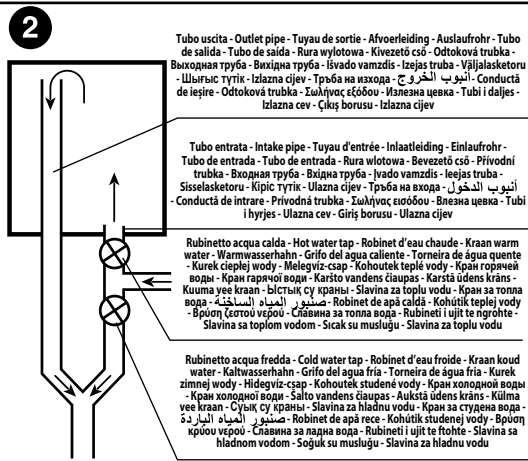 2
Tubo uscita - Outlet pipe - Tuyau de sortie - Afvoerleiding - Auslaufrohr - Tubo
de salida - Tubo de saída - Rura wylotowa - Kivezető cső - Odtoková trubka -
Выходная труба - Вихідна труба - Išvado vamzdis - Izejas truba - Väljalasketoru
- Шығыс түтік - Izlazna cijev - Тръба на изхода - أنبوب الخروج - Conductă
de ieșire - Odtoková trubka - Σωλήνας εξόδου - Излезна цевка - Tubi i daljes -
Izlazna cev - Çıkış borusu - Izlazna cijev
Tubo entrata - Intake pipe - Tuyau d'entrée - Inlaatleiding - Einlaufrohr -
Tubo de entrada - Tubo de entrada - Rura wlotowa - Bevezető cső - Přívodní
trubka - Входная труба - Вхідна труба - Įvado vamzdis - Ieejas truba -
Sisselasketoru - Кіріс түтік - Ulazna cijev - Тръба на входа - أنبوب الدخول
- Conductă de intrare - Prívodná trubka - Σωλήνας εισόδου - Влезна цевка - Tubi
i hyrjes - Ulazna cev - Giriş borusu - Ulazna cijev
Rubinetto acqua calda - Hot water tap - Robinet d'eau chaude - Kraan warm
water - Warmwasserhahn - Grifo del agua caliente - Torneira de água quente
- Kurek ciepłej wody - Melegvíz-csap - Kohoutek teplé vody - Кран горячей
воды - Кран гарячої води - Karšto vandens čiaupas - Karstā ūdens krāns -
Kuuma vee kraan - Ыстық су краны - Slavina za toplu vodu - Кран за топла
вода - صنبور المياه الساخنة - Robinet de apă caldă - Kohútik teplej vody
- Βρύση ζεστού νερού - Славина за топла вода - Rubineti i ujit te ngrohte -
Slavina sa toplom vodom - Sıcak su musluğu - Slavina za toplu vodu
Rubinetto acqua fredda - Cold water tap - Robinet d'eau froide - Kraan koud
water - Kaltwasserhahn - Grifo del agua fría - Torneira de água fria - Kurek
zimnej wody - Hidegvíz-csap - Kohoutek studené vody - Кран холодной воды
- Кран холодної води - Šalto vandens čiaupas - Aukstā ūdens krāns - Külma
vee kraan - Суық су краны - Slavina za hladnu vodu - Кран за студена вода -
صنبور المياه الباردة - Robinet de apă rece - Kohútik studenej vody - Βρύση
κρύου νερού - Славина за ладна вода - Rubineti i ujit te ftohte - Slavina sa
hladnom vodom - Soğuk su musluğu - Slavina za hladnu vodu